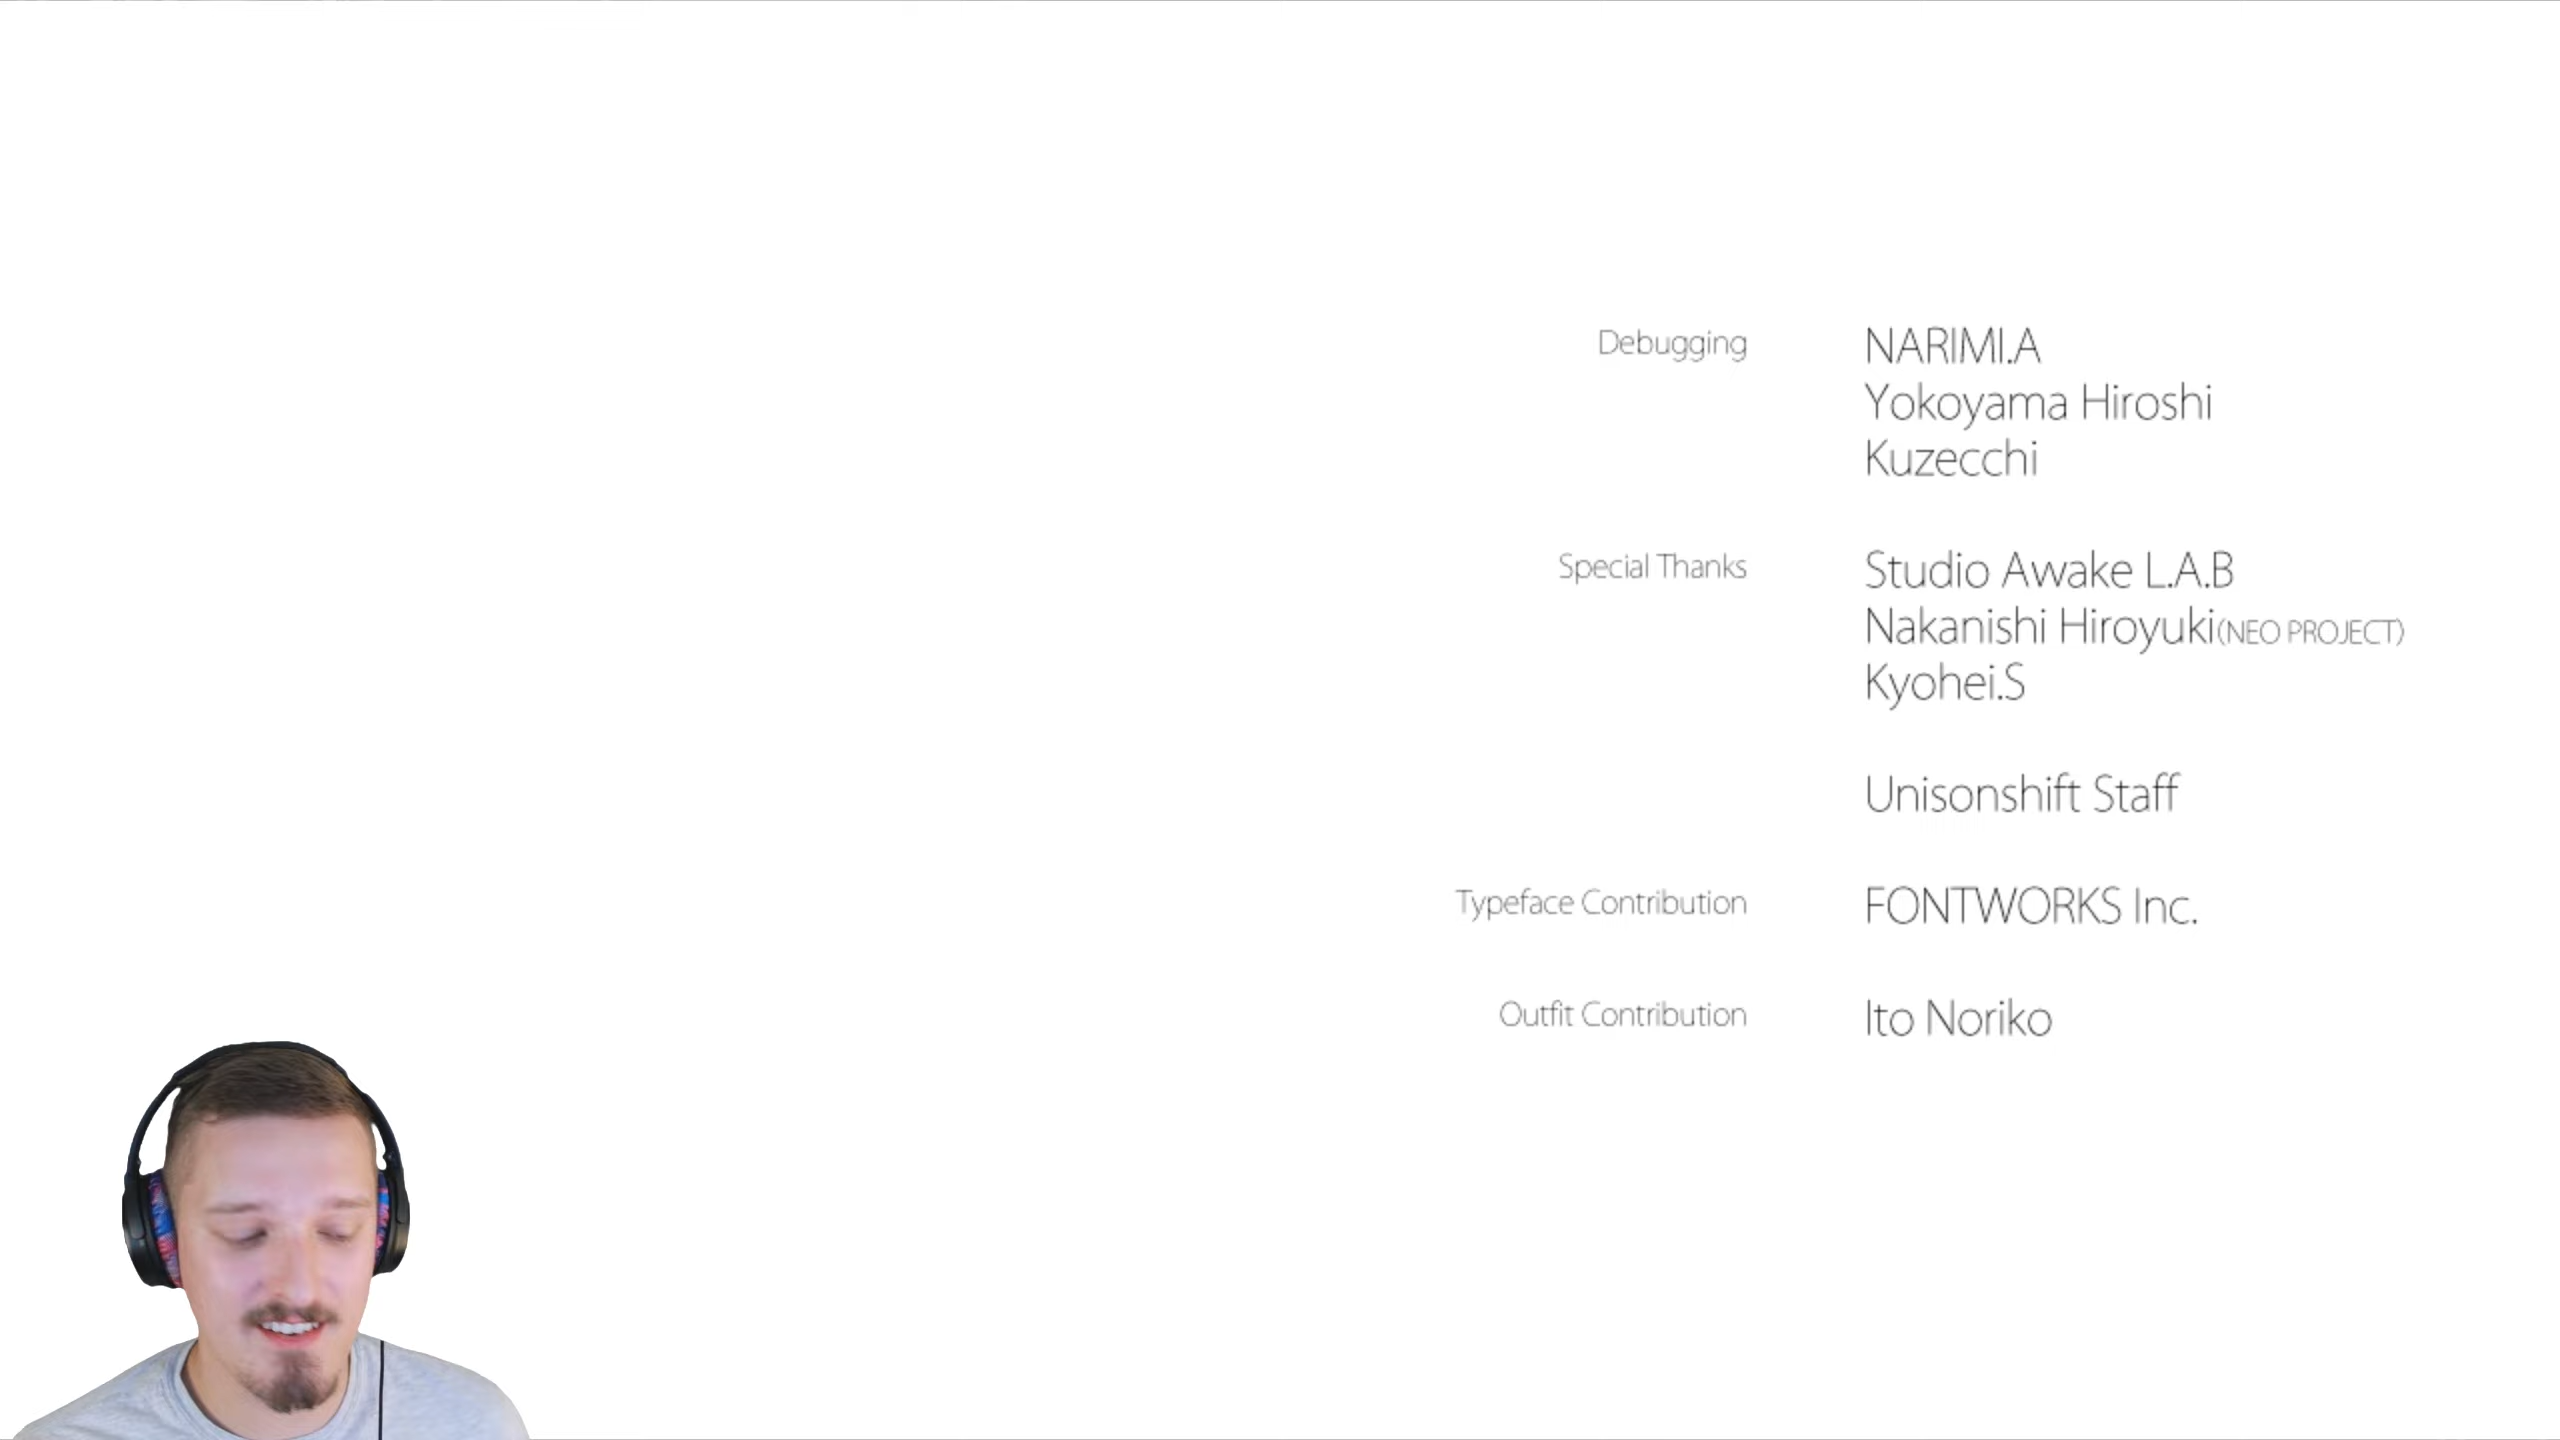 Debugging NARIMI.A
Yokoyama Hiroshi
Kuzecchi
Special Thanks Studio Awake L.A.B
Nakanishi Hiroyuki(NEO PROJECT)
Kyohei.S
Unisonshift Staff
Typeface Contribution FONTWORKS Inc.
Outfit Contribution Ito Noriko